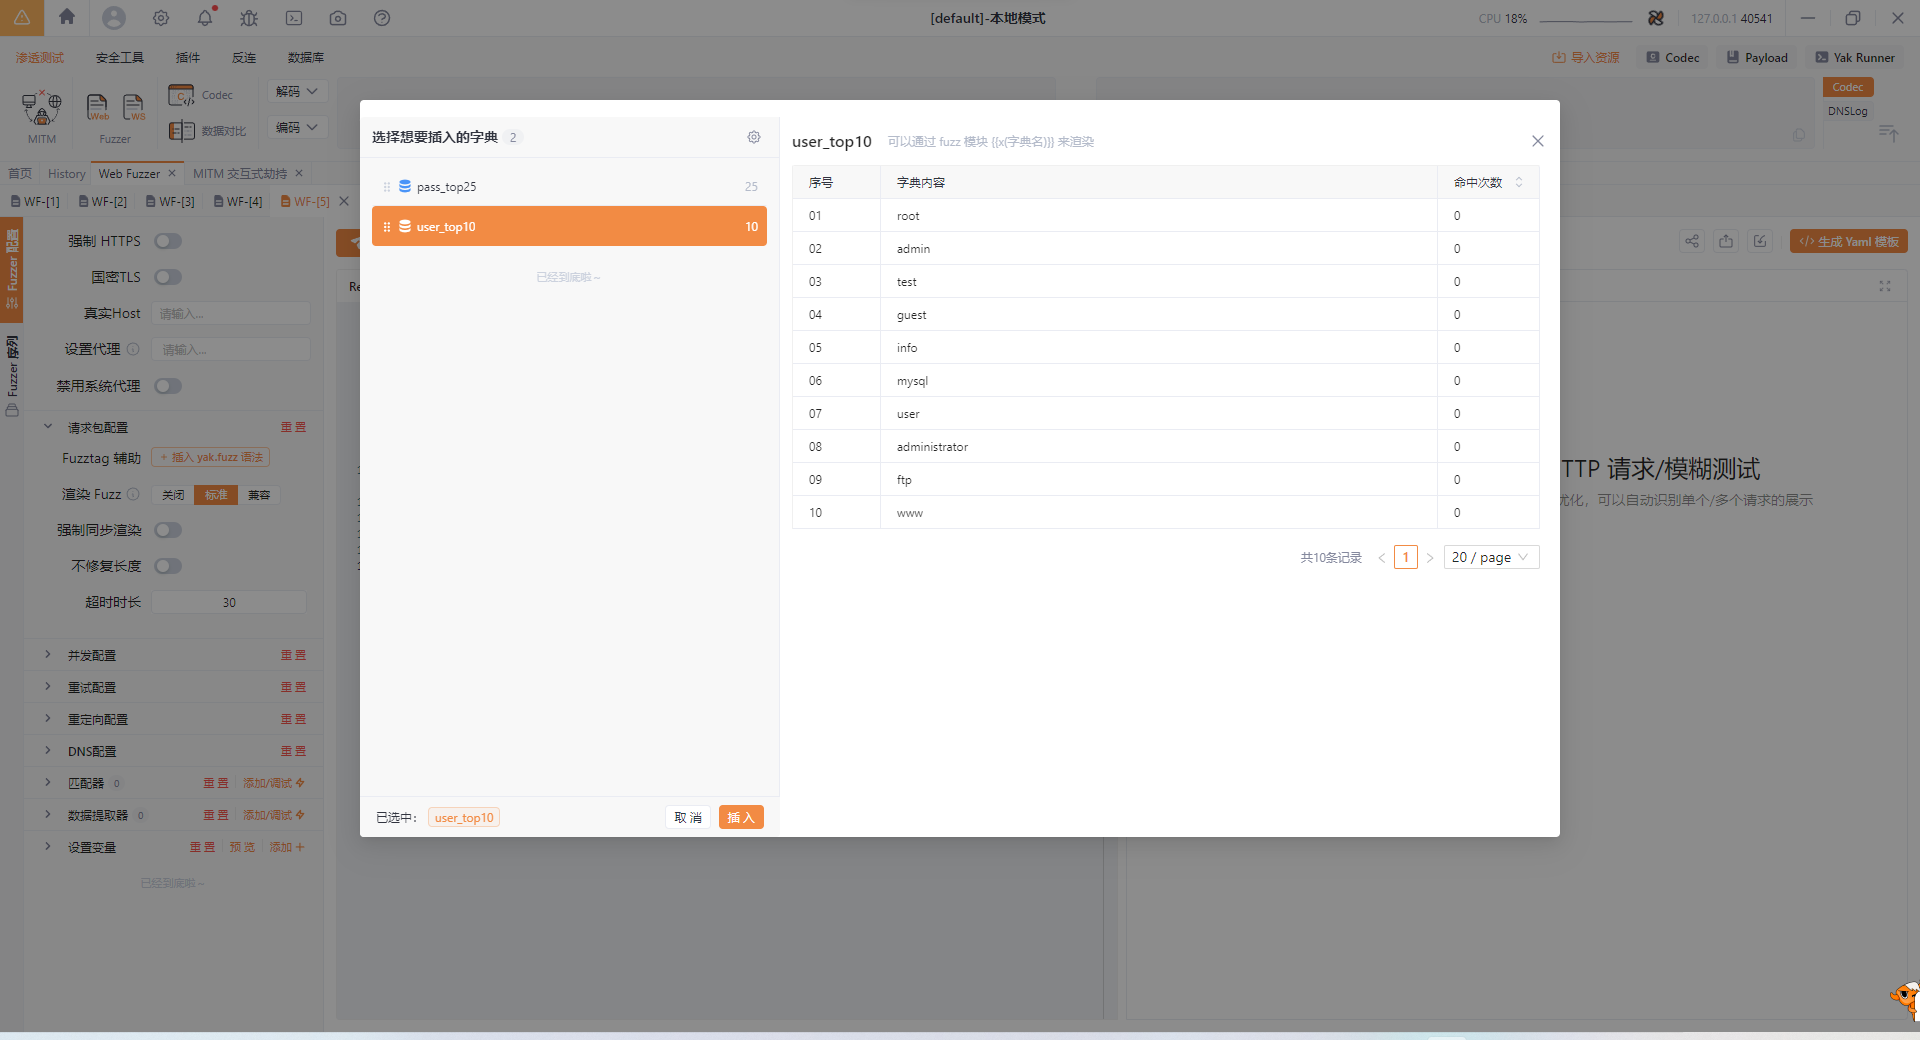 [default]-本地模式
CPU 18%
127.0.0.1 40541
渗透测试 安全工具 插件 反连 数据库
导入资源 Codec Payload Yak Runner
MITM
Web
WS
Fuzzer
Codec
数据对比
解码
编码
Codec
DNSLog
首页 History Web Fuzzer MITM 交互式劫持
WF-[1] WF-[2] WF-[3] WF-[4] WF-[5]
Fuzzer 配置
Fuzzer 序列
强制 HTTPS
国密TLS
真实Host 请输入...
设置代理 请输入...
禁用系统代理
请求包配置 重置
Fuzztag 辅助 + 插入 yak.fuzz 语法
渲染 Fuzz 关闭 标准 兼容
强制同步渲染
不修复长度
超时时长 30
并发配置 重置
重试配置 重置
重定向配置 重置
DNS配置 重置
匹配器 0 重置 添加/调试
数据提取器 0 重置 添加/调试
设置变量 重置 预览 添加
已经到底啦~
Re
生成 Yaml 模板
TTP 请求/模糊测试
优化，可以自动识别单个/多个请求的展示
选择想要插入的字典 2
pass_top25 25
user_top10 10
已经到底啦~
已选中： user_top10 取消 插入
user_top10 可以通过 fuzz 模块 {{x(字典名)}} 来渲染
序号 字典内容 命中次数
01 root 0
02 admin 0
03 test 0
04 guest 0
05 info 0
06 mysql 0
07 user 0
08 administrator 0
09 ftp 0
10 www 0
共10条记录 < 1 > 20 / page